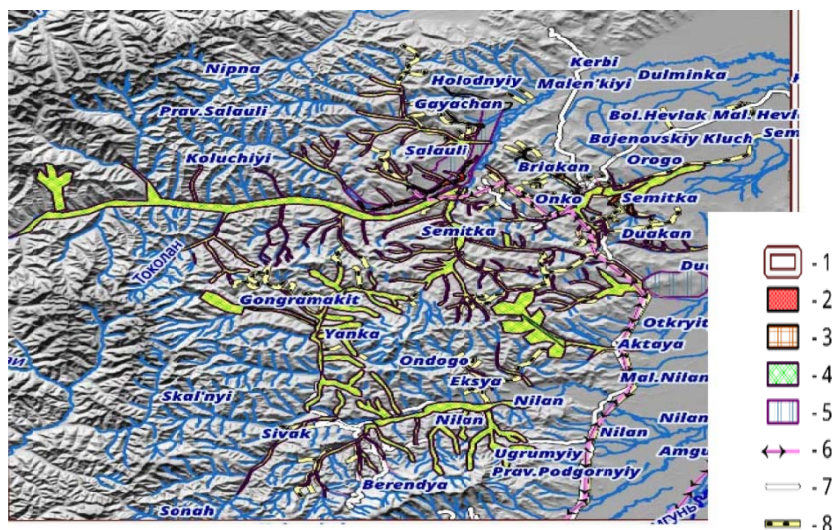 Kerbi
Nipna
Holodnyiy
Malen'kiyi
Dulminka
Gayachan
Prav.Salauli
Bol.Hevlak
Mal.Hevl
Bajenovskiy Kluch
Sem
Salauli
Koluchiyi
Briakan
Orogo
Onko
Semitka
Semitka
Duakan
Токолан
Du
- 1
- 2
Gongramakit
Otkryit
- 3
Yanka
Aktaya
Ondogo
- 4
Eksya
Mal.Nilan
Skal'nyi
Nilan
- 5
Nilan
Nilan
Sivak
Nilan
- 6
Ugrumyiy
Amgu
Prav.Podgornyiy
Berendya
- 7
Sonah
- 8